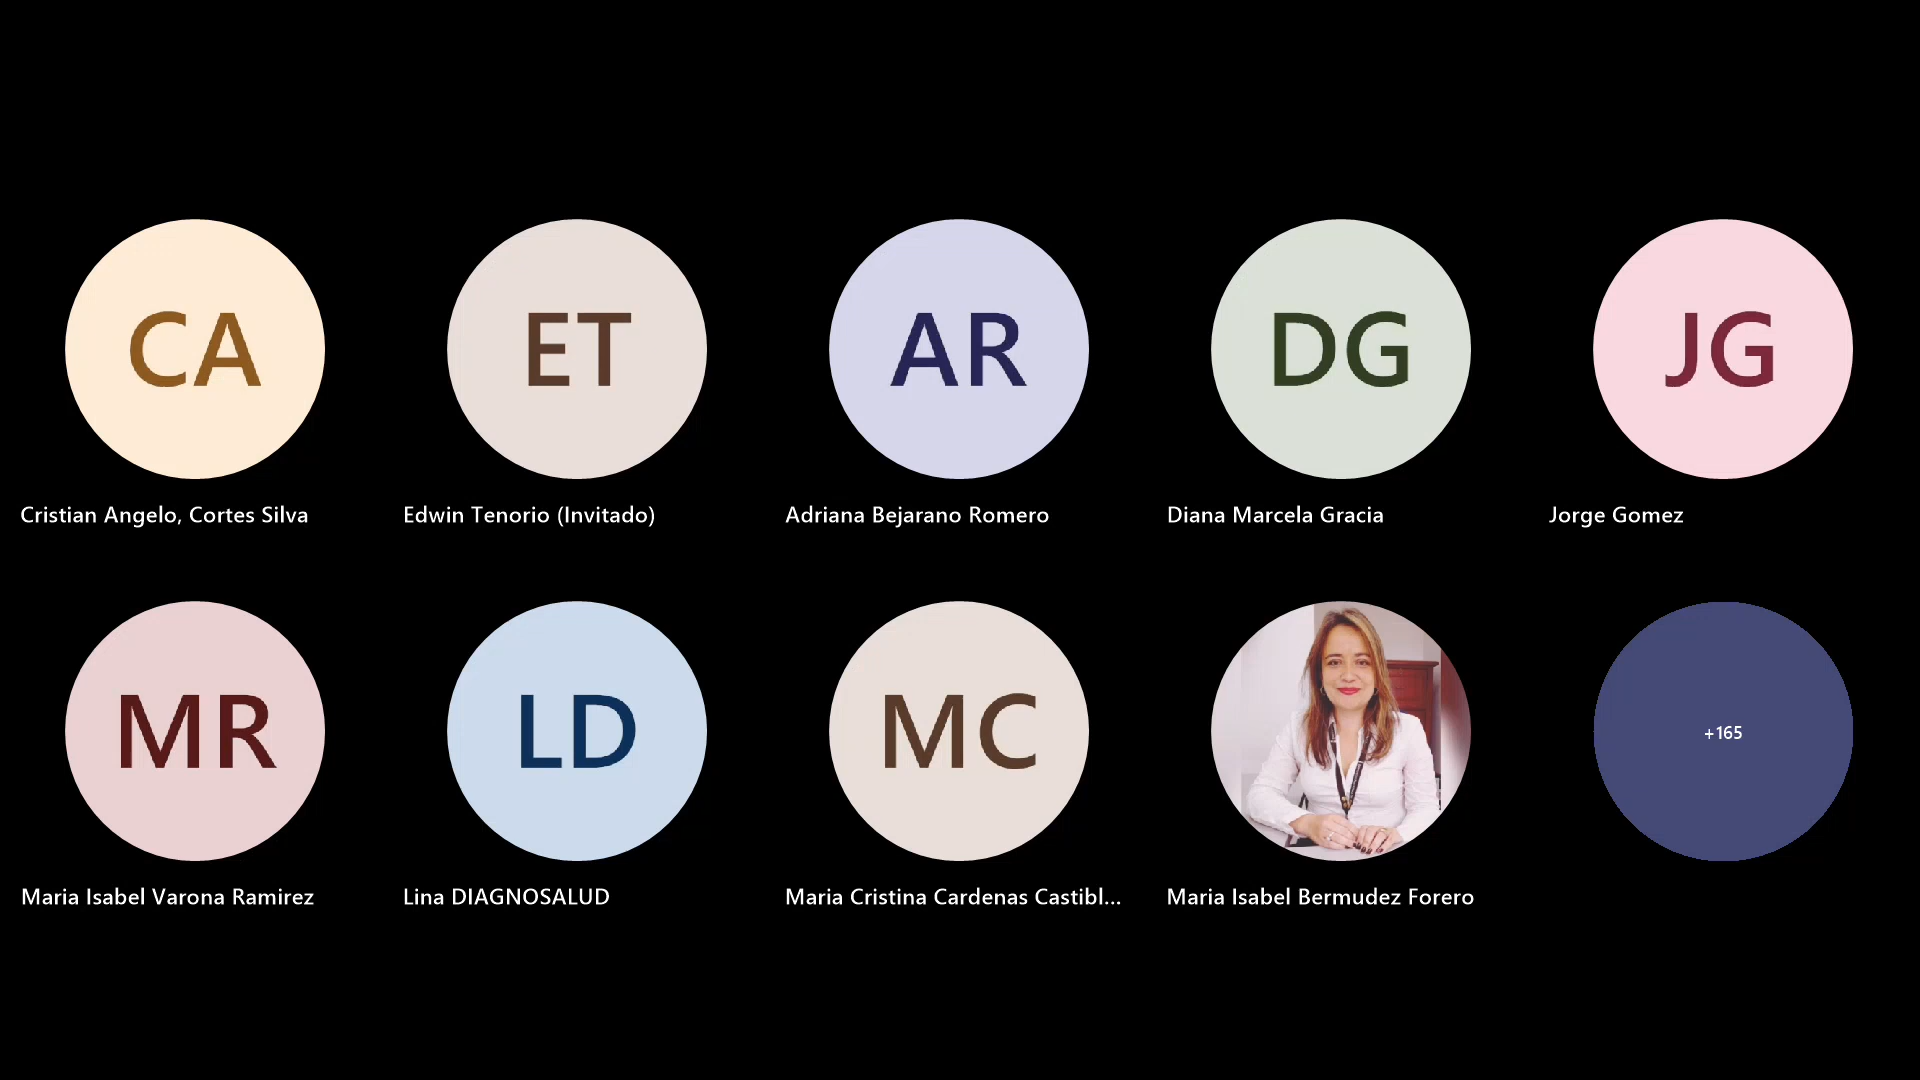 CA
ET
AR
DG
JG
Cristian Angelo, Cortes Silva
Edwin Tenorio (Invitado)
Adriana Bejarano Romero
Diana Marcela Gracia
Jorge Gomez
MR
LD
MC
+165
Maria Isabel Varona Ramirez
Lina DIAGNOSALUD
Maria Cristina Cardenas Castibl...
Maria Isabel Bermudez Forero